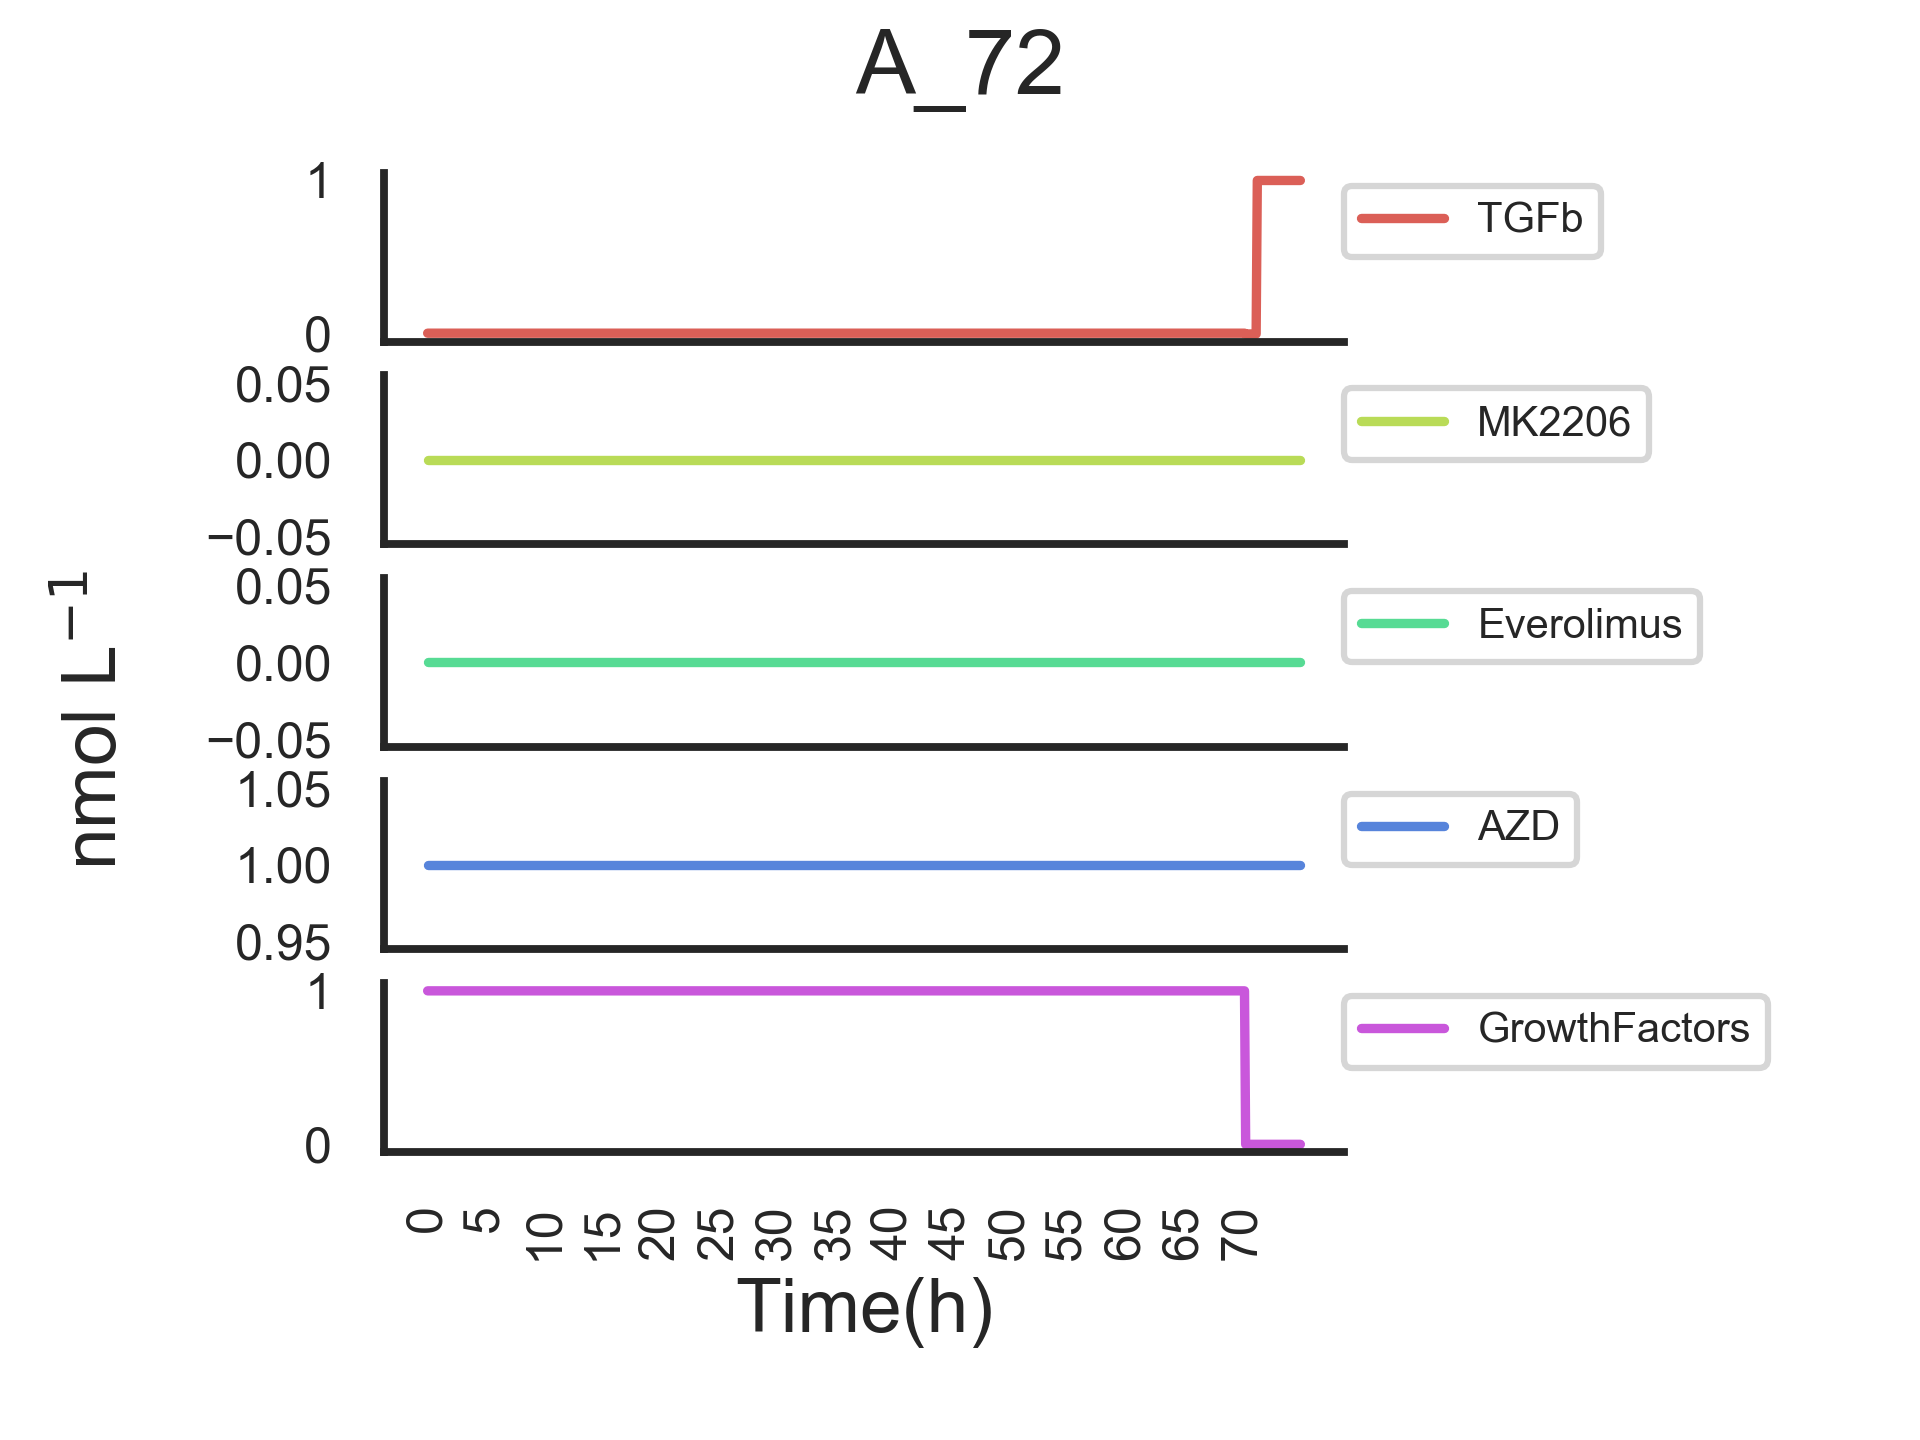 A_72
1
0
TGFb
0.05
0.00
−0.05
MK2206
0.05
0.00
−0.05
Everolimus
1.05
1.00
0.95
AZD
1
0
GrowthFactors
nmol L⁻¹
0 5 10 15 20 25 30 35 40 45 50 55 60 65 70
Time(h)